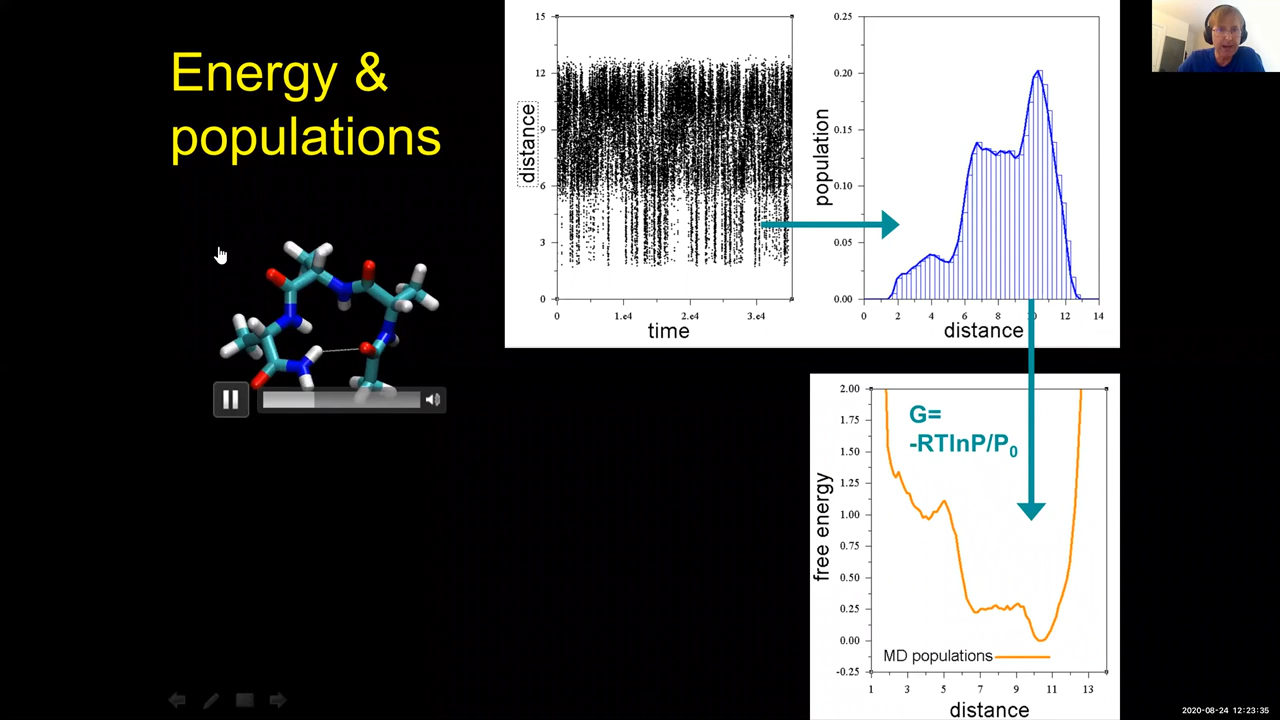 Energy &
populations
15
12
9
6
3
0
distance
0
1.e4
2.e4
3.e4
time
0.25
0.20
0.15
0.10
0.05
0.00
population
0
2
4
6
8
10
12
14
distance
2.00
1.75
1.50
1.25
1.00
0.75
0.50
0.25
0.00
-0.25
free energy
G=
-RTlnP/P0
MD populations
1
3
5
7
9
11
13
distance
2020-08-24 12:23:35